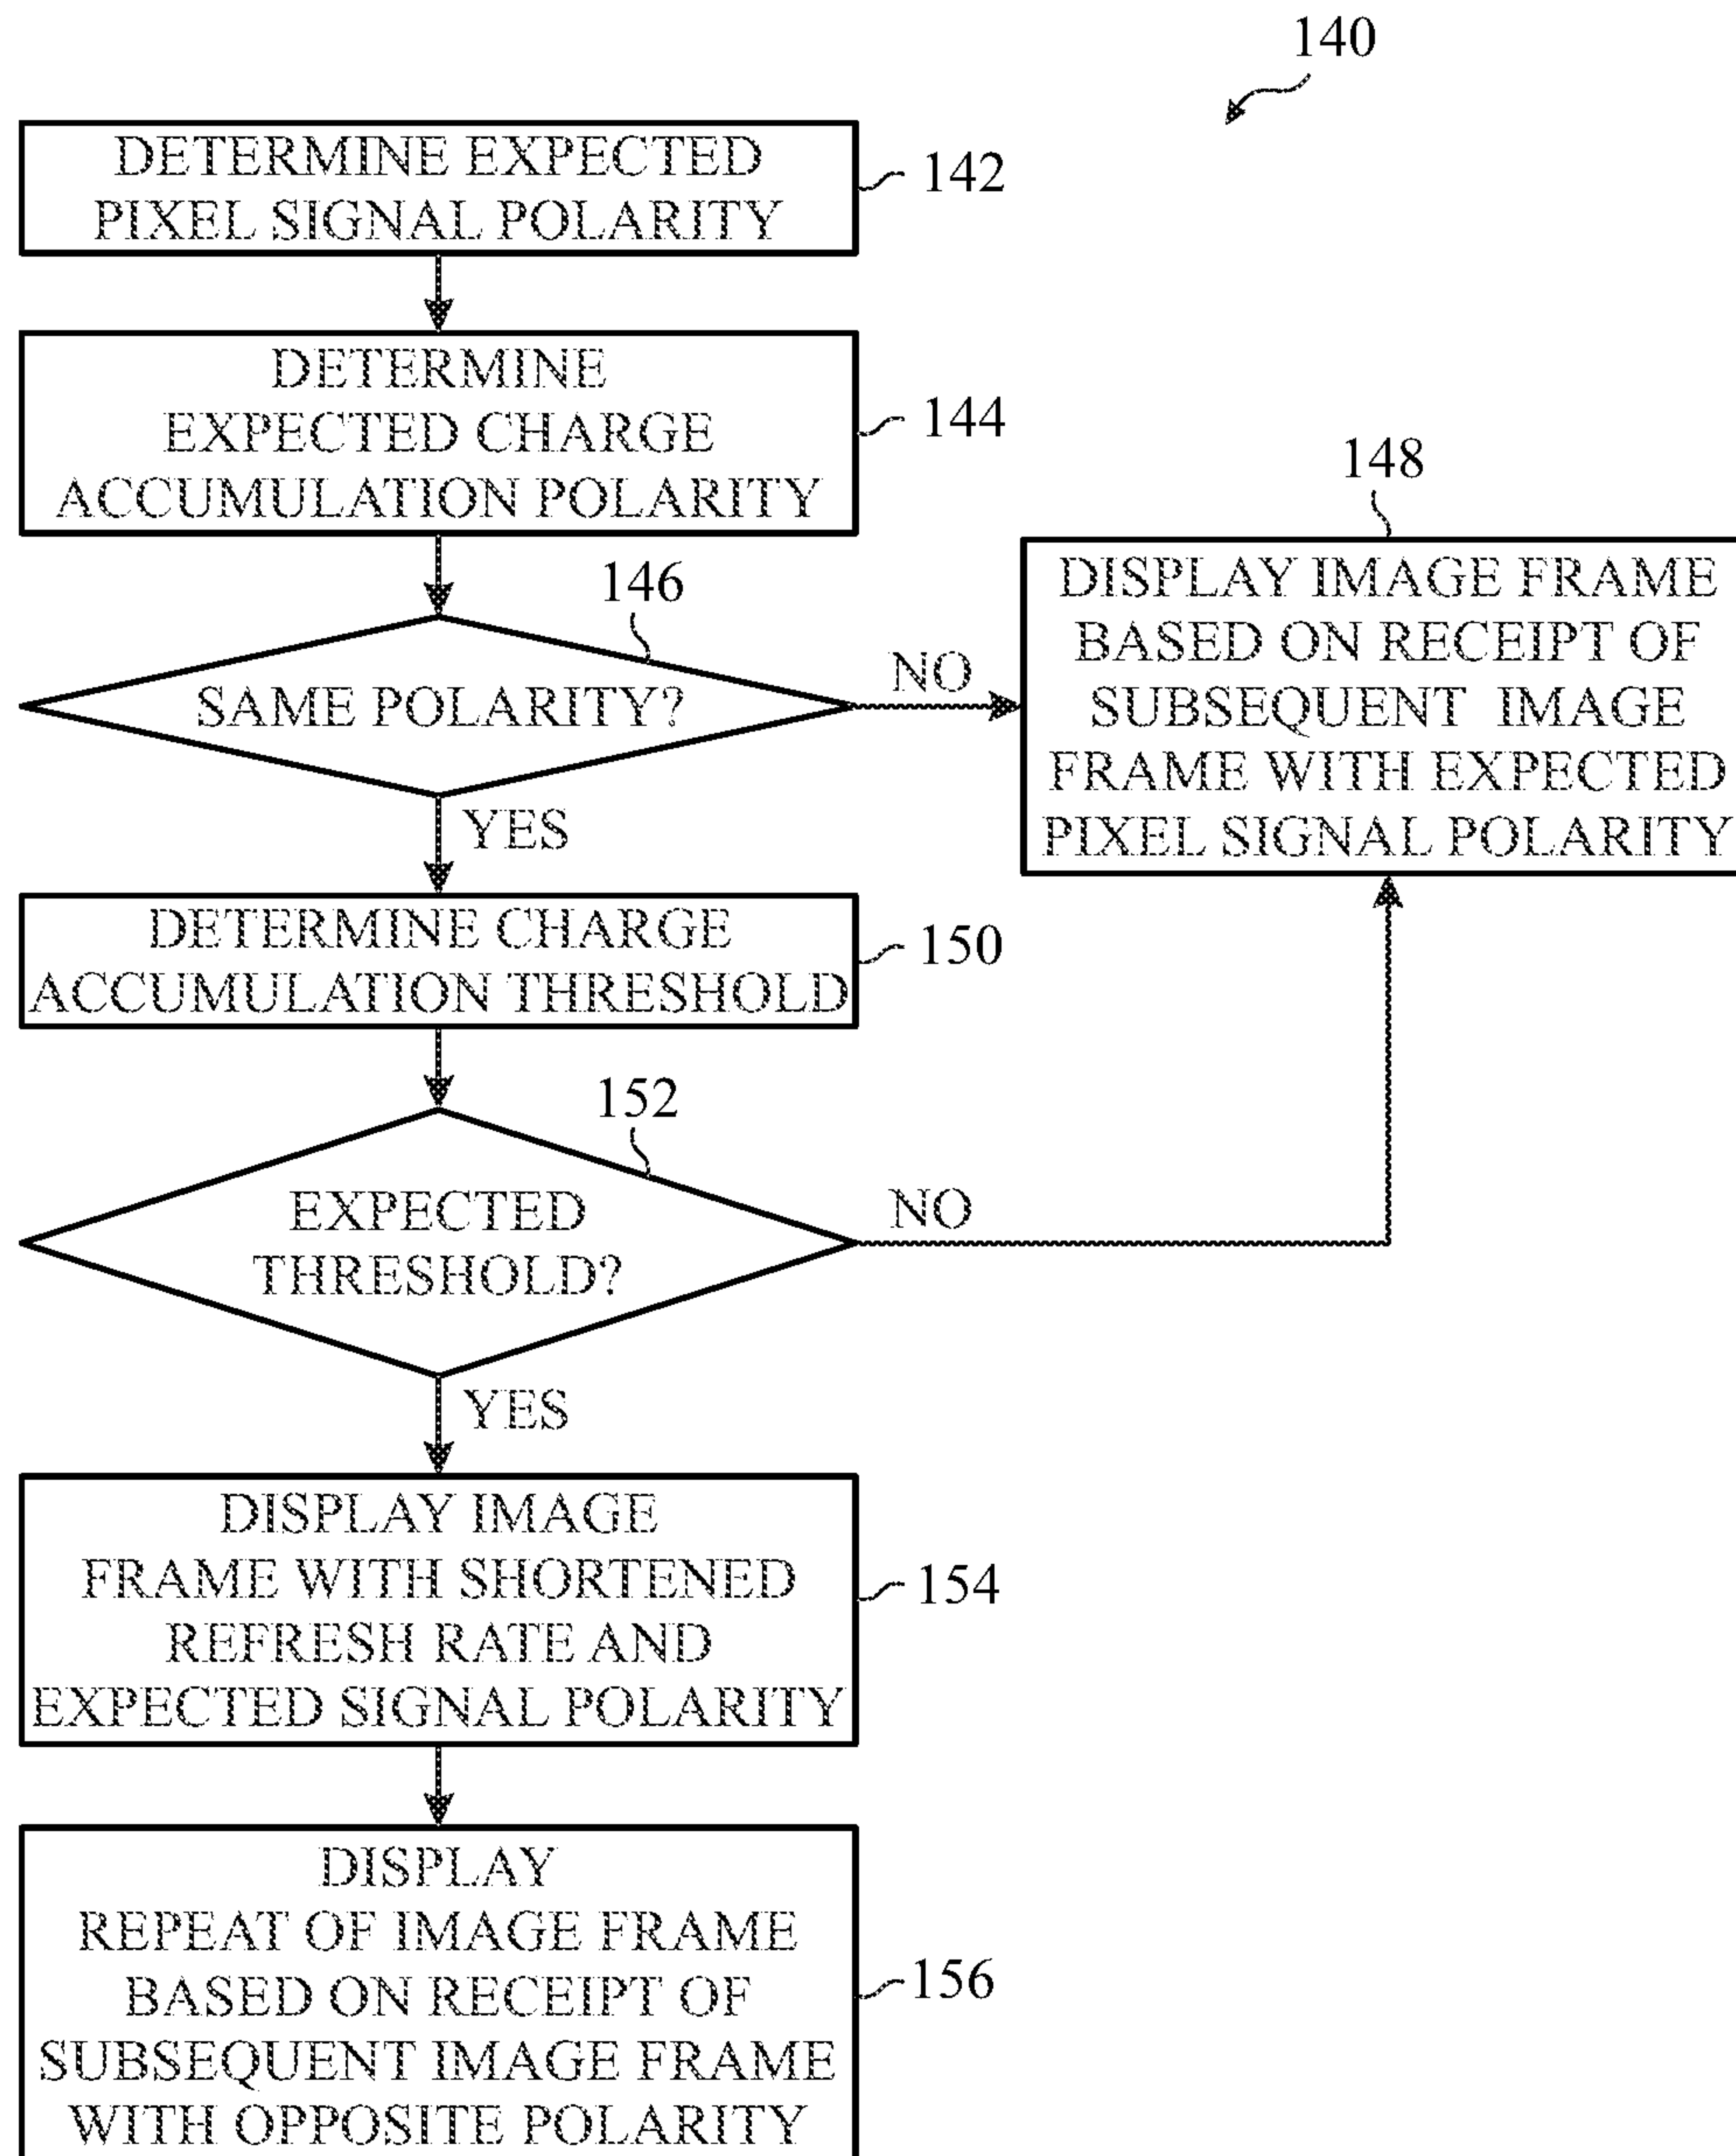 140
DETERMINE EXPECTED
PIXEL SIGNAL POLARITY
142
DETERMINE
EXPECTED CHARGE
ACCUMULATION POLARITY
144
146
SAME POLARITY?
NO
148
DISPLAY IMAGE FRAME
BASED ON RECEIPT OF
SUBSEQUENT IMAGE
FRAME WITH EXPECTED
PIXEL SIGNAL POLARITY
YES
DETERMINE CHARGE
ACCUMULATION THRESHOLD
150
152
EXPECTED
THRESHOLD?
NO
YES
DISPLAY IMAGE
FRAME WITH SHORTENED
REFRESH RATE AND
EXPECTED SIGNAL POLARITY
154
DISPLAY
REPEAT OF IMAGE FRAME
BASED ON RECEIPT OF
SUBSEQUENT IMAGE FRAME
WITH OPPOSITE POLARITY
156